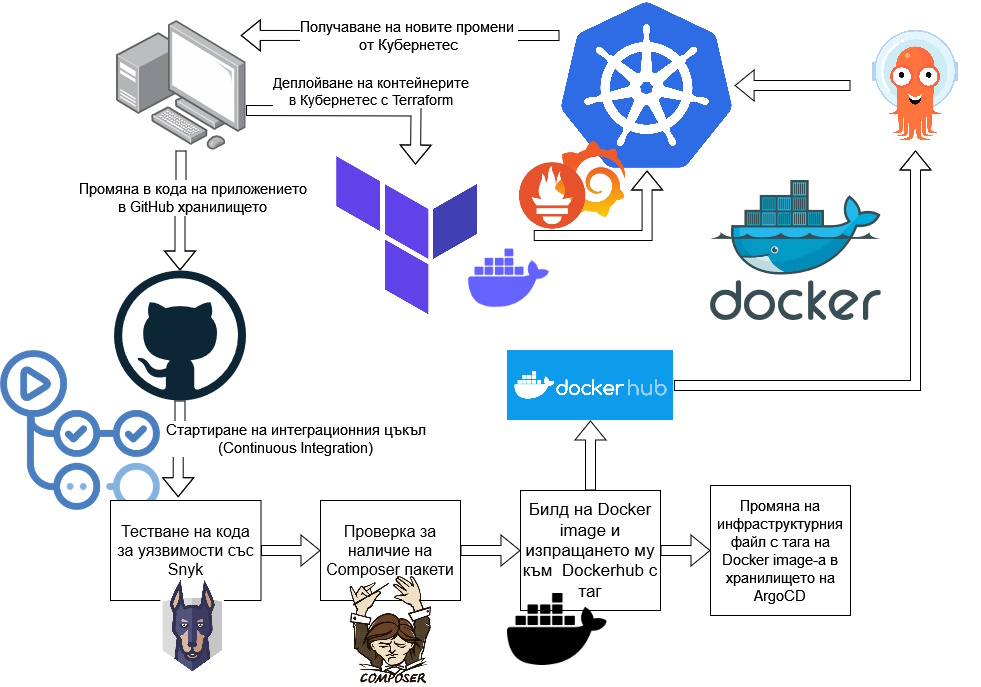 Получаване на новите промени
от Кубернетес
Деплойване на контейнерите
в Кубернетес с Terraform
Промяна в кода на приложението
в GitHub хранилището
docker
dockerhub
Стартиране на интеграционния цъкъл
(Continuous Integration)
Тестване на кода
за уязвимости със
Snyk
Проверка за
наличие на
Composer пакети
Билд на Docker
image и
изпращането му
към Dockerhub с
таг
Промяна на
инфраструктурния
файл с тага на
Docker image-а в
хранилището на
ArgoCD
COMPOSER